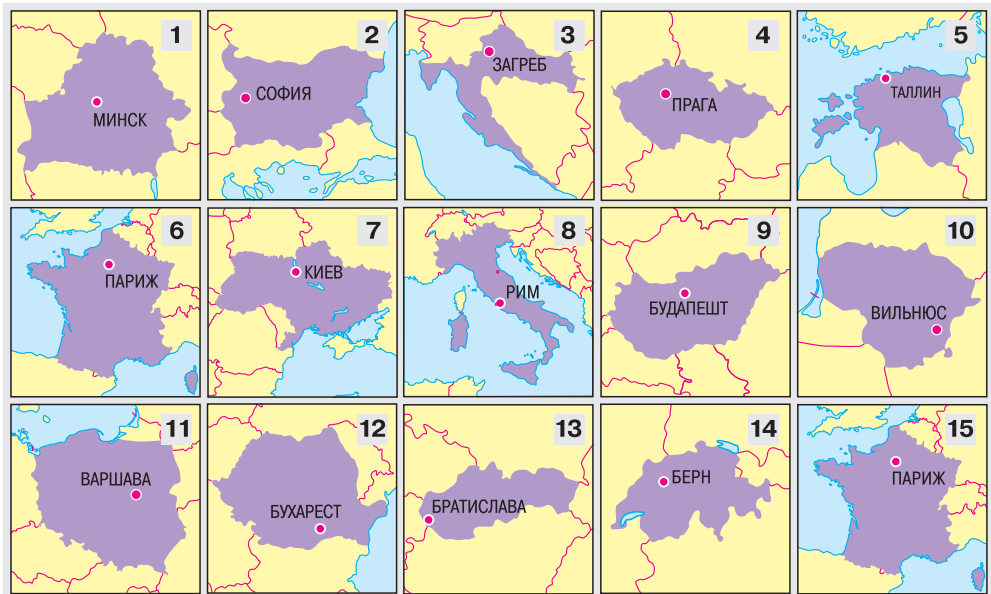 1
МИНСК
2
СОФИЯ
3
ЗАГРЕБ
4
ПРАГА
5
ТАЛЛИН
6
ПАРИЖ
7
КИЕВ
8
РИМ
9
БУДАПЕШТ
10
ВИЛЬНЮС
11
ВАРШАВА
12
БУХАРЕСТ
13
БРАТИСЛАВА
14
БЕРН
15
ПАРИЖ